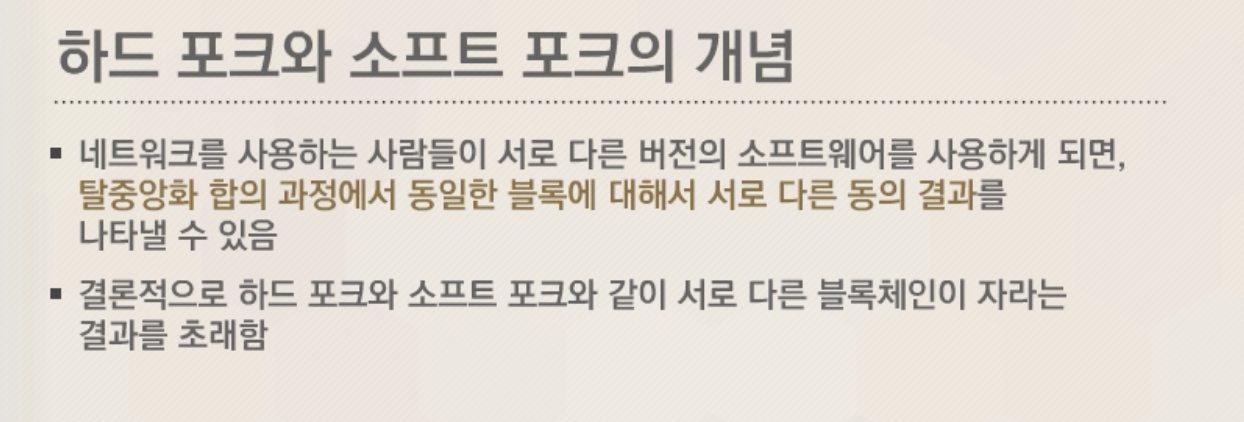 하드 포크와 소프트 포크의 개념
▪ 네트워크를 사용하는 사람들이 서로 다른 버전의 소프트웨어를 사용하게 되면,
탈중앙화 합의 과정에서 동일한 블록에 대해서 서로 다른 동의 결과를
나타낼 수 있음
▪ 결론적으로 하드 포크와 소프트 포크와 같이 서로 다른 블록체인이 자라는
결과를 초래함